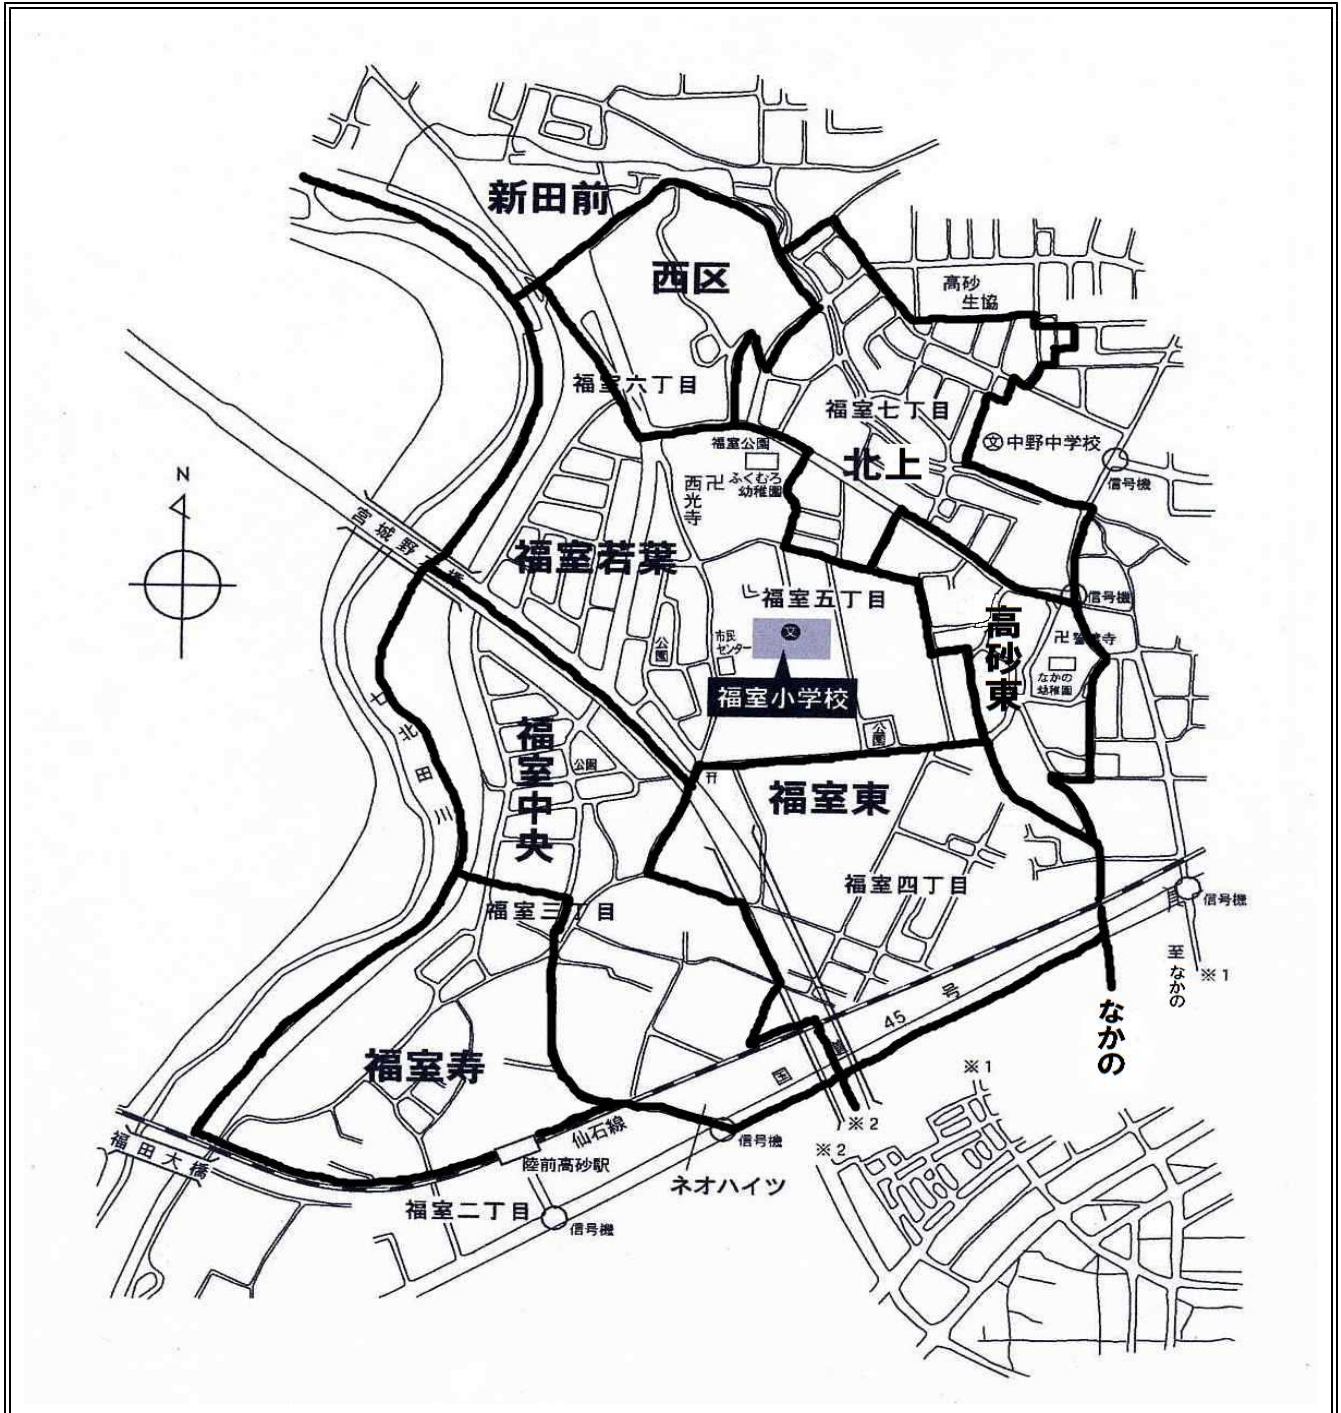 新田前
西区
高砂
生協
福室六丁目
福室七丁目
福室公園
文 中野中学校
北上
卍 ふくむろ
幼稚園
西光寺
信号機
N
宮城野橋
福室若葉
福室五丁目
信号機
高砂東
文
公園
市民
センター
なかの
幼稚園
福室小学校
七北田川
公園
福室中央
公園
福室東
福室四丁目
福室三丁目
信号機
至なかの
※1
45号
国道
なかの
福室寿
※1
仙石線
信号機
※2
※2
福田大橋
陸前高砂駅
ネオハイツ
福室二丁目
信号機